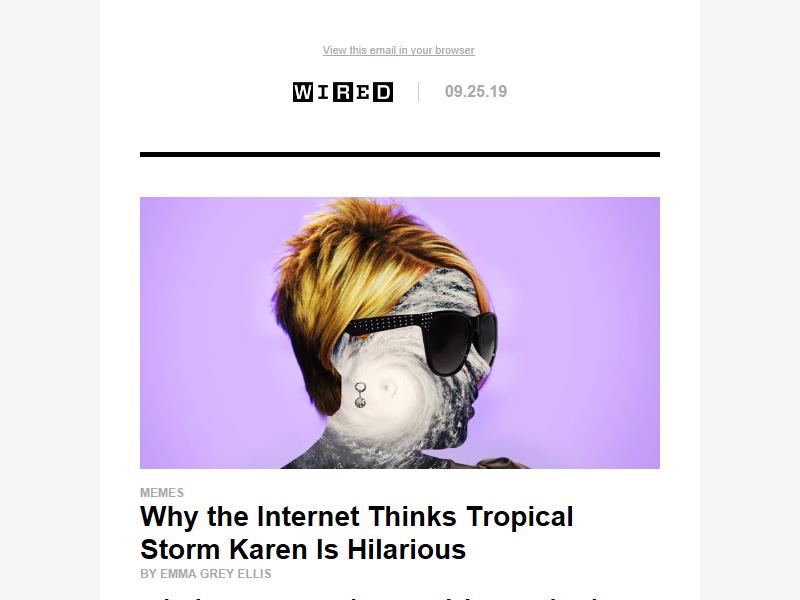 View this email in your browser
WIRED 09.25.19
MEMES
Why the Internet Thinks Tropical
Storm Karen Is Hilarious
BY EMMA GREY ELLIS